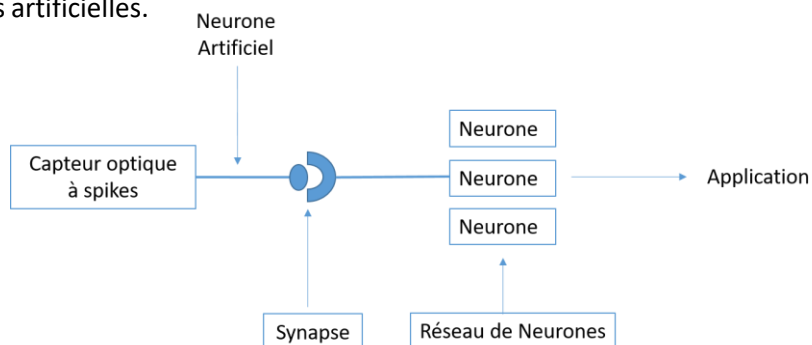 s artificielles.
Neurone
Artificiel
Neurone
Capteur optique
à spikes
Neurone
Application
Neurone
Synapse
Réseau de Neurones